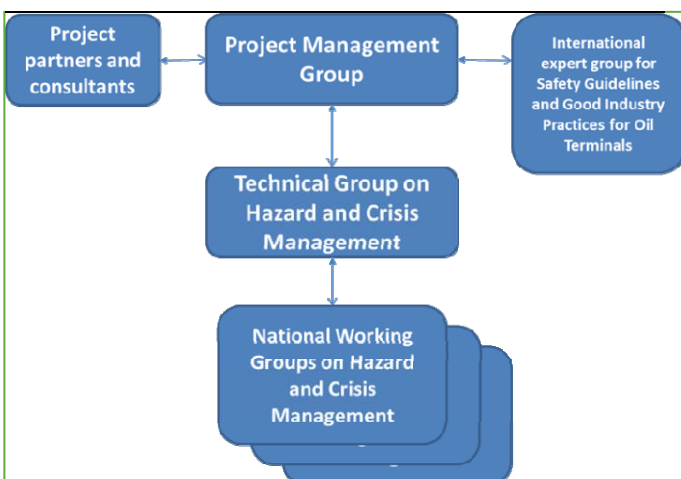 Project
partners and
consultants
Project Management
Group
International
expert group for
Safety Guidelines
and Good Industry
Practices for Oil
Terminals
Technical Group on
Hazard and Crisis
Management
National Working
Groups on Hazard
and Crisis
Management